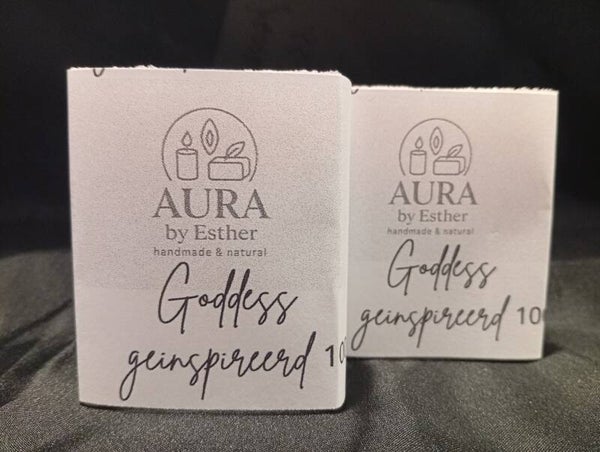 AURA
by Esther
handmade & natural
Goddess
geinspireerd 10
AURA
by Esther
handmade & natural
Goddess
geinspireerd 10